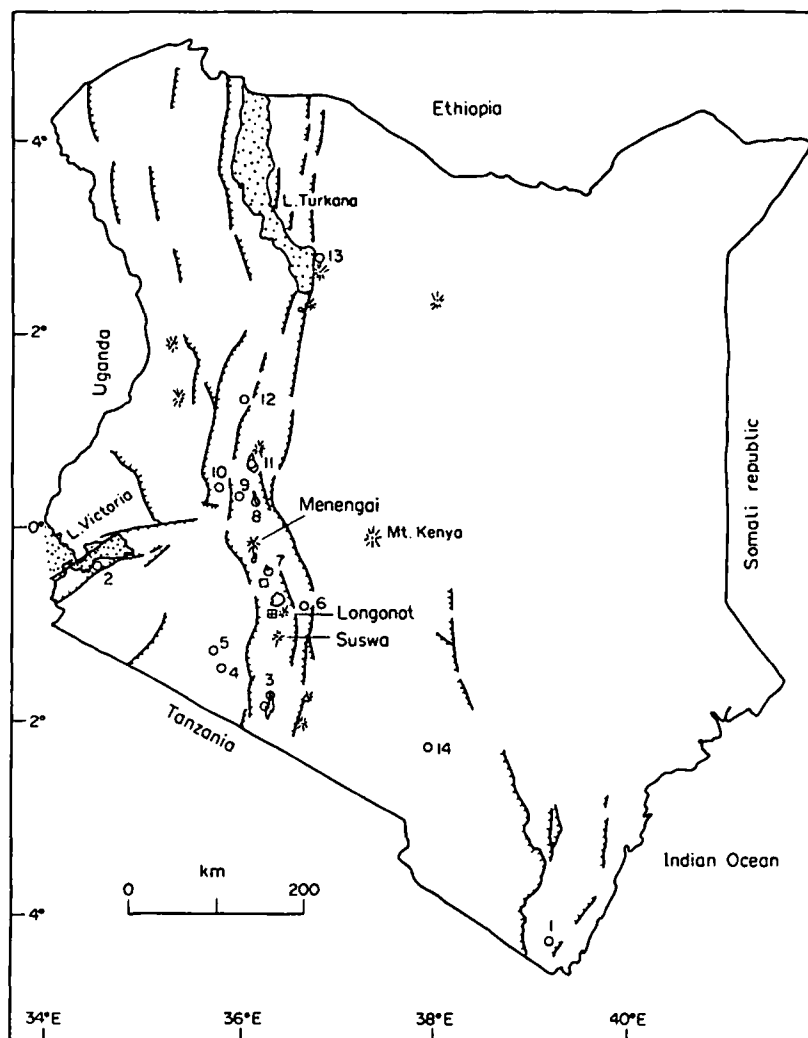 Ethiopia
4°
L. Turkana
13
2°
Uganda
12
11
10
9
8
Menengai
L. Victoria
0°
Mt. Kenya
Somali republic
7
2
6
Longonot
5
Suswa
4
3
2°
Tanzania
14
Indian Ocean
km
0
200
4°
1
34°E
36°E
38°E
40°E